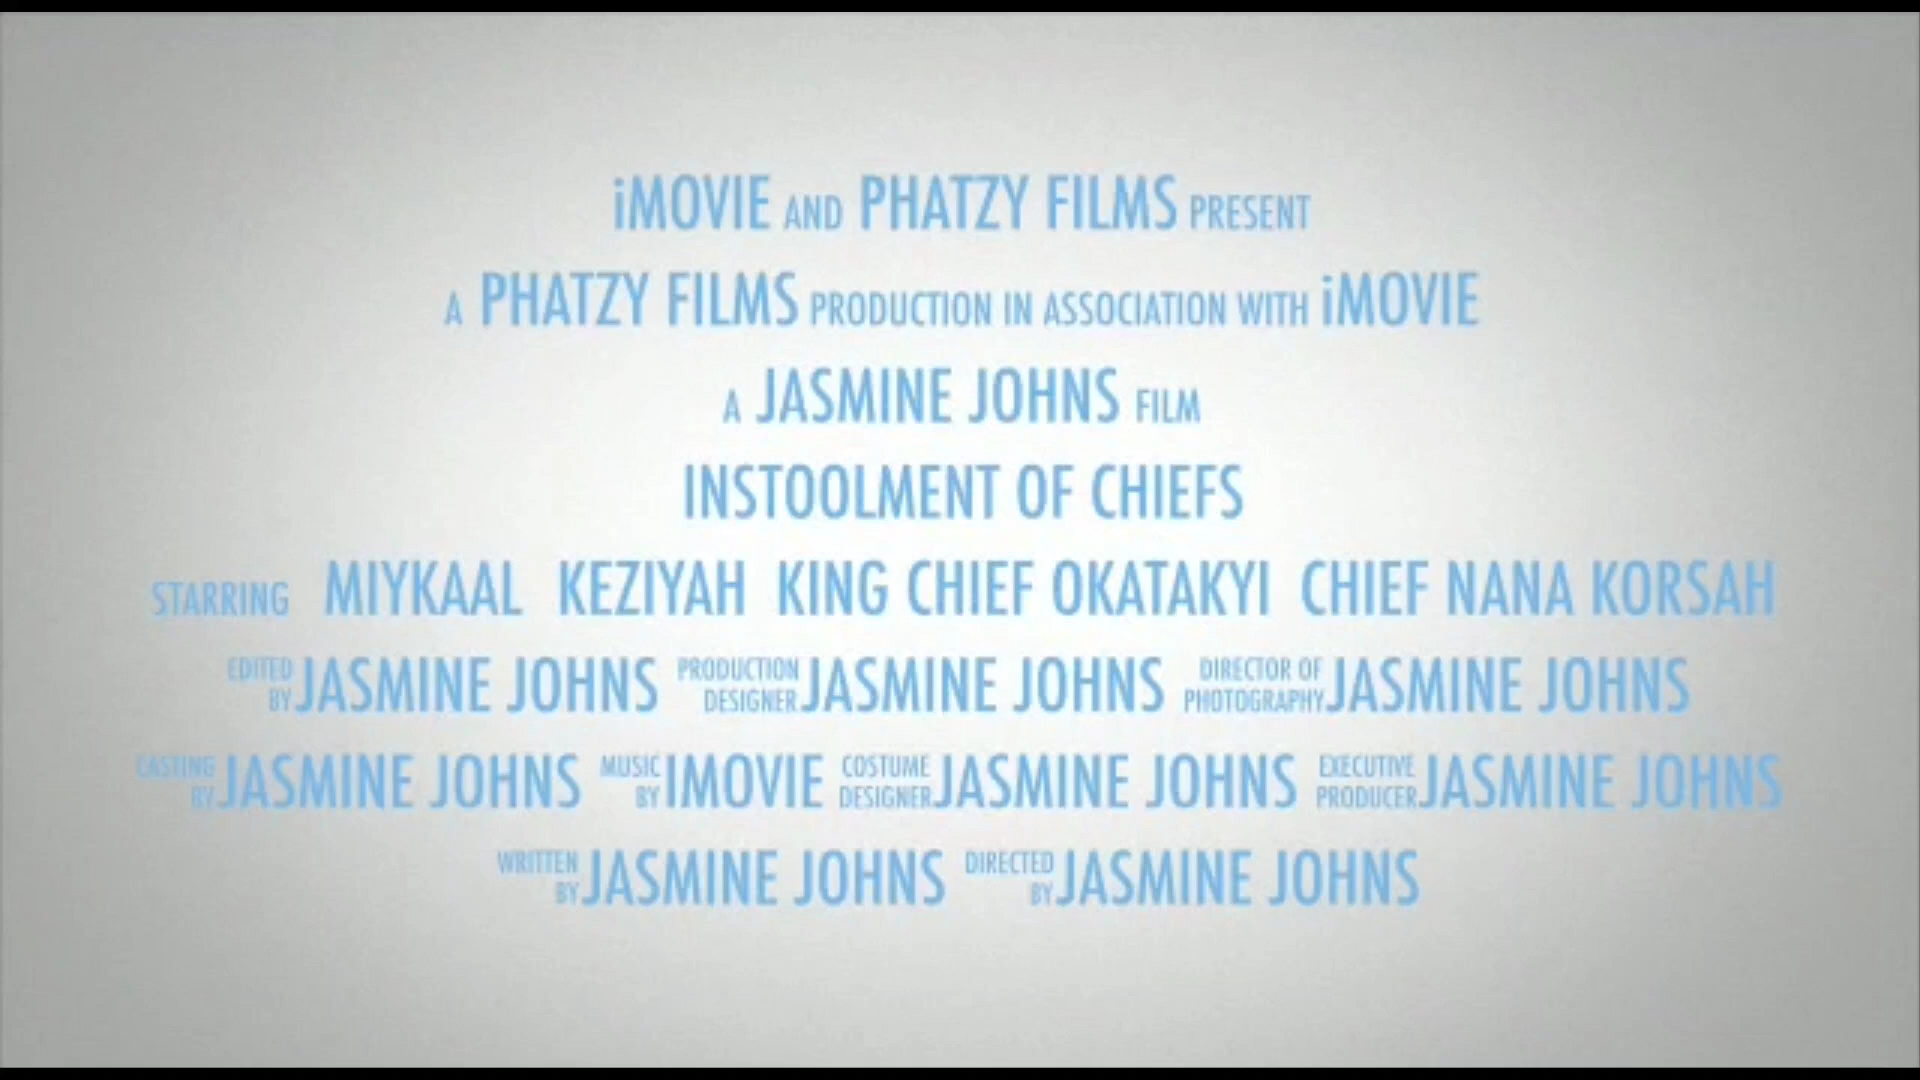 iMOVIE AND PHATZY FILMS PRESENT
A PHATZY FILMS PRODUCTION IN ASSOCIATION WITH iMOVIE
A JASMINE JOHNS FILM
INSTOOLMENT OF CHIEFS
STARRING MIYKAAL KEZIYAH KING CHIEF OKATAKYI CHIEF NANA KORSAH
EDITED BY JASMINE JOHNS PRODUCTION DESIGNER JASMINE JOHNS DIRECTOR OF PHOTOGRAPHY JASMINE JOHNS
CASTING BY JASMINE JOHNS MUSIC BY IMOVIE COSTUME DESIGNER JASMINE JOHNS EXECUTIVE PRODUCER JASMINE JOHNS
WRITTEN BY JASMINE JOHNS DIRECTED BY JASMINE JOHNS